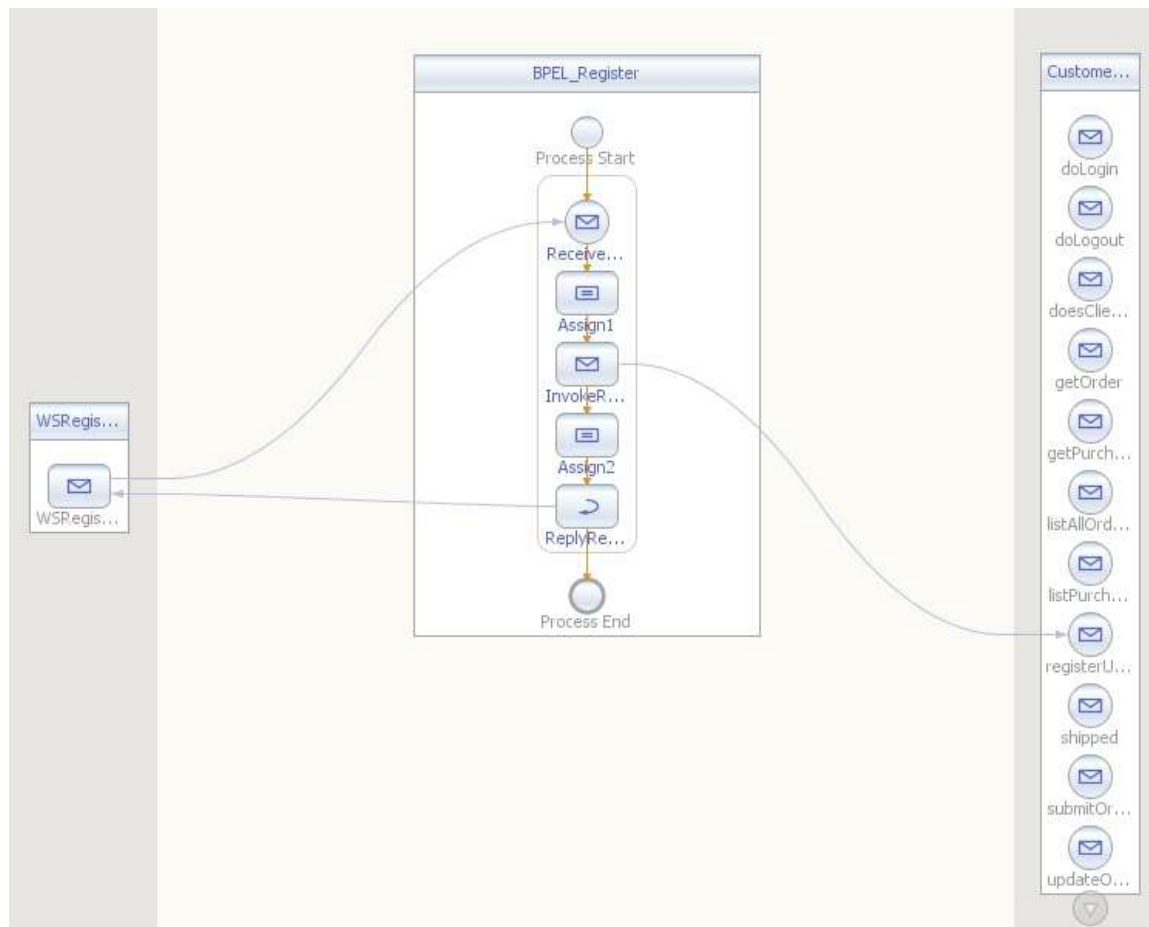 BPEL_Register
Process Start
Receive...
Assign1
InvokeR...
Assign2
ReplyRe...
Process End
WSRegis...
WSRegis...
Custome...
doLogin
doLogout
doesClie...
getOrder
getPurch...
listAllOrd...
listPurch...
registerU...
shipped
submitOr...
updateO...